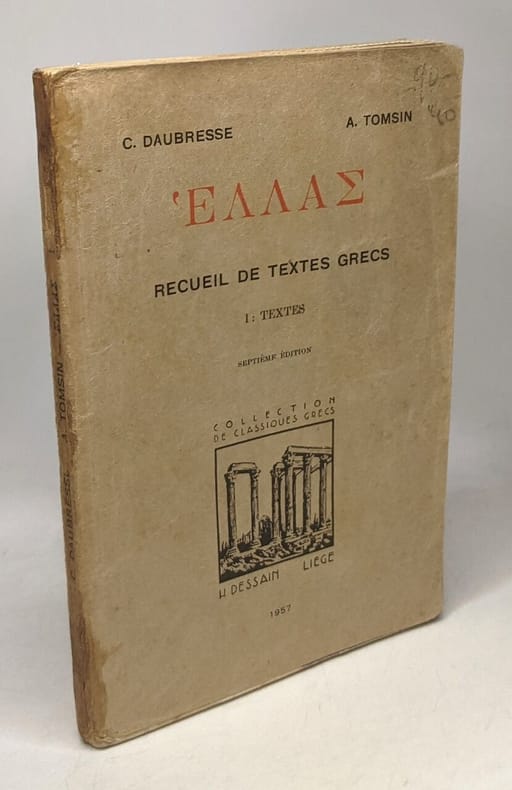 C. DAUBRESSE
A. TOMSIN
ἙΛΛΑΣ
RECUEIL DE TEXTES GRECS
I: TEXTES
SEPTIÈME ÉDITION
COLLECTION
DE CLASSIQUES GRECS
H DESSAIN LIEGE
1957
C. DAUBRESSE A. TOMSIN — ΕΛΛΑΣ I